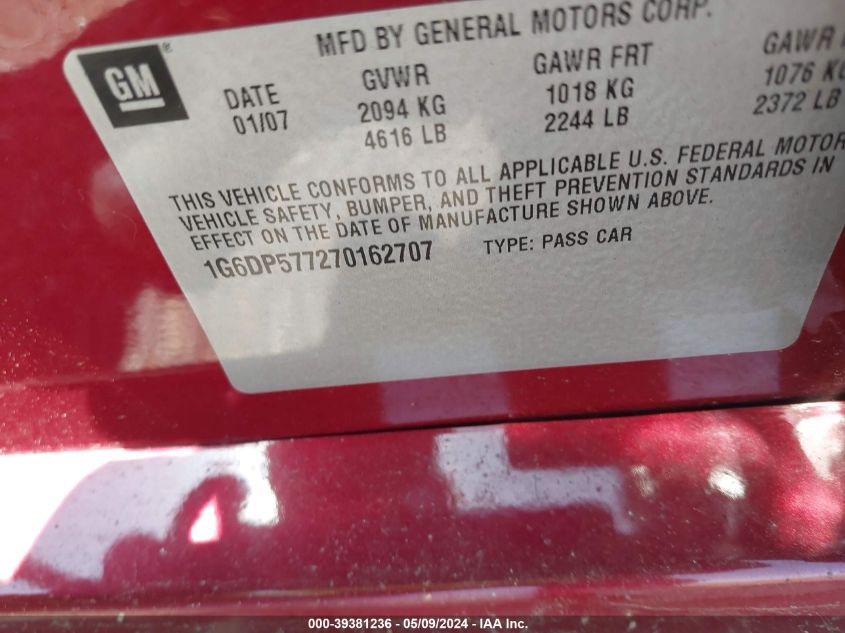 MFD BY GENERAL MOTORS CORP.
GM ®
DATE GVWR GAWR FRT GAWR
01/07 2094 KG 1018 KG 1076 KG
4616 LB 2244 LB 2372 LB
THIS VEHICLE CONFORMS TO ALL APPLICABLE U.S. FEDERAL MOTOR
VEHICLE SAFETY, BUMPER, AND THEFT PREVENTION STANDARDS IN
EFFECT ON THE DATE OF MANUFACTURE SHOWN ABOVE.
1G6DP577270162707 TYPE: PASS CAR
000-39381236 - 05/09/2024 - IAA Inc.